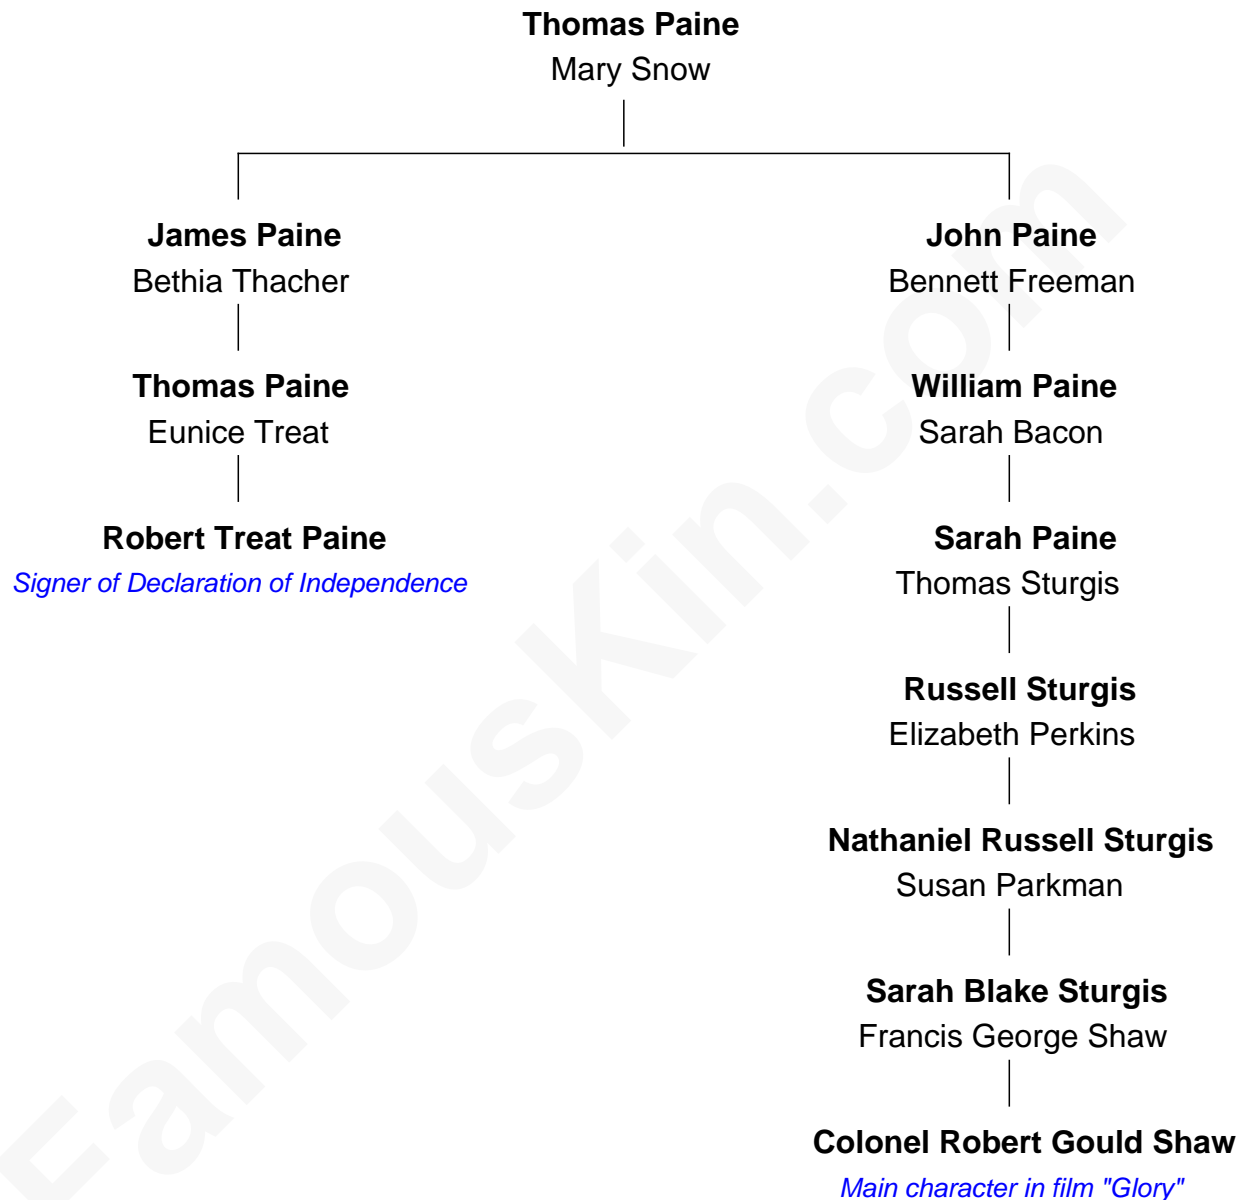 Thomas Paine
Mary Snow
James Paine
Bethia Thacher
Thomas Paine
Eunice Treat
Robert Treat Paine
Signer of Declaration of Independence
John Paine
Bennett Freeman
William Paine
Sarah Bacon
Sarah Paine
Thomas Sturgis
Russell Sturgis
Elizabeth Perkins
Nathaniel Russell Sturgis
Susan Parkman
Sarah Blake Sturgis
Francis George Shaw
Colonel Robert Gould Shaw
Main character in film "Glory"
FamousKin.com